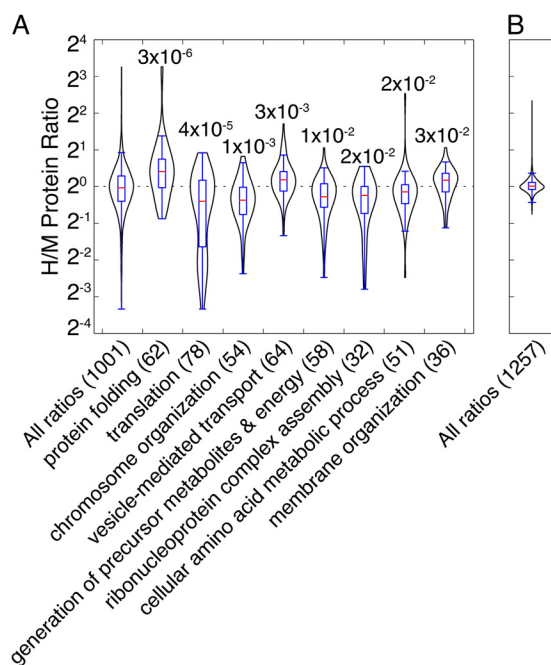 A
B
H/M Protein Ratio
2^4
2^3
2^2
2^1
2^0
2^-1
2^-2
2^-3
2^-4
3x10^-6
4x10^-5
1x10^-3
3x10^-3
1x10^-2
2x10^-2
2x10^-2
3x10^-2
All ratios (1001)
protein folding (62)
translation (78)
chromosome organization (54)
vesicle-mediated transport (64)
generation of precursor metabolites & energy (58)
ribonucleoprotein complex assembly (32)
cellular amino acid metabolic process (51)
membrane organization (36)
All ratios (1257)